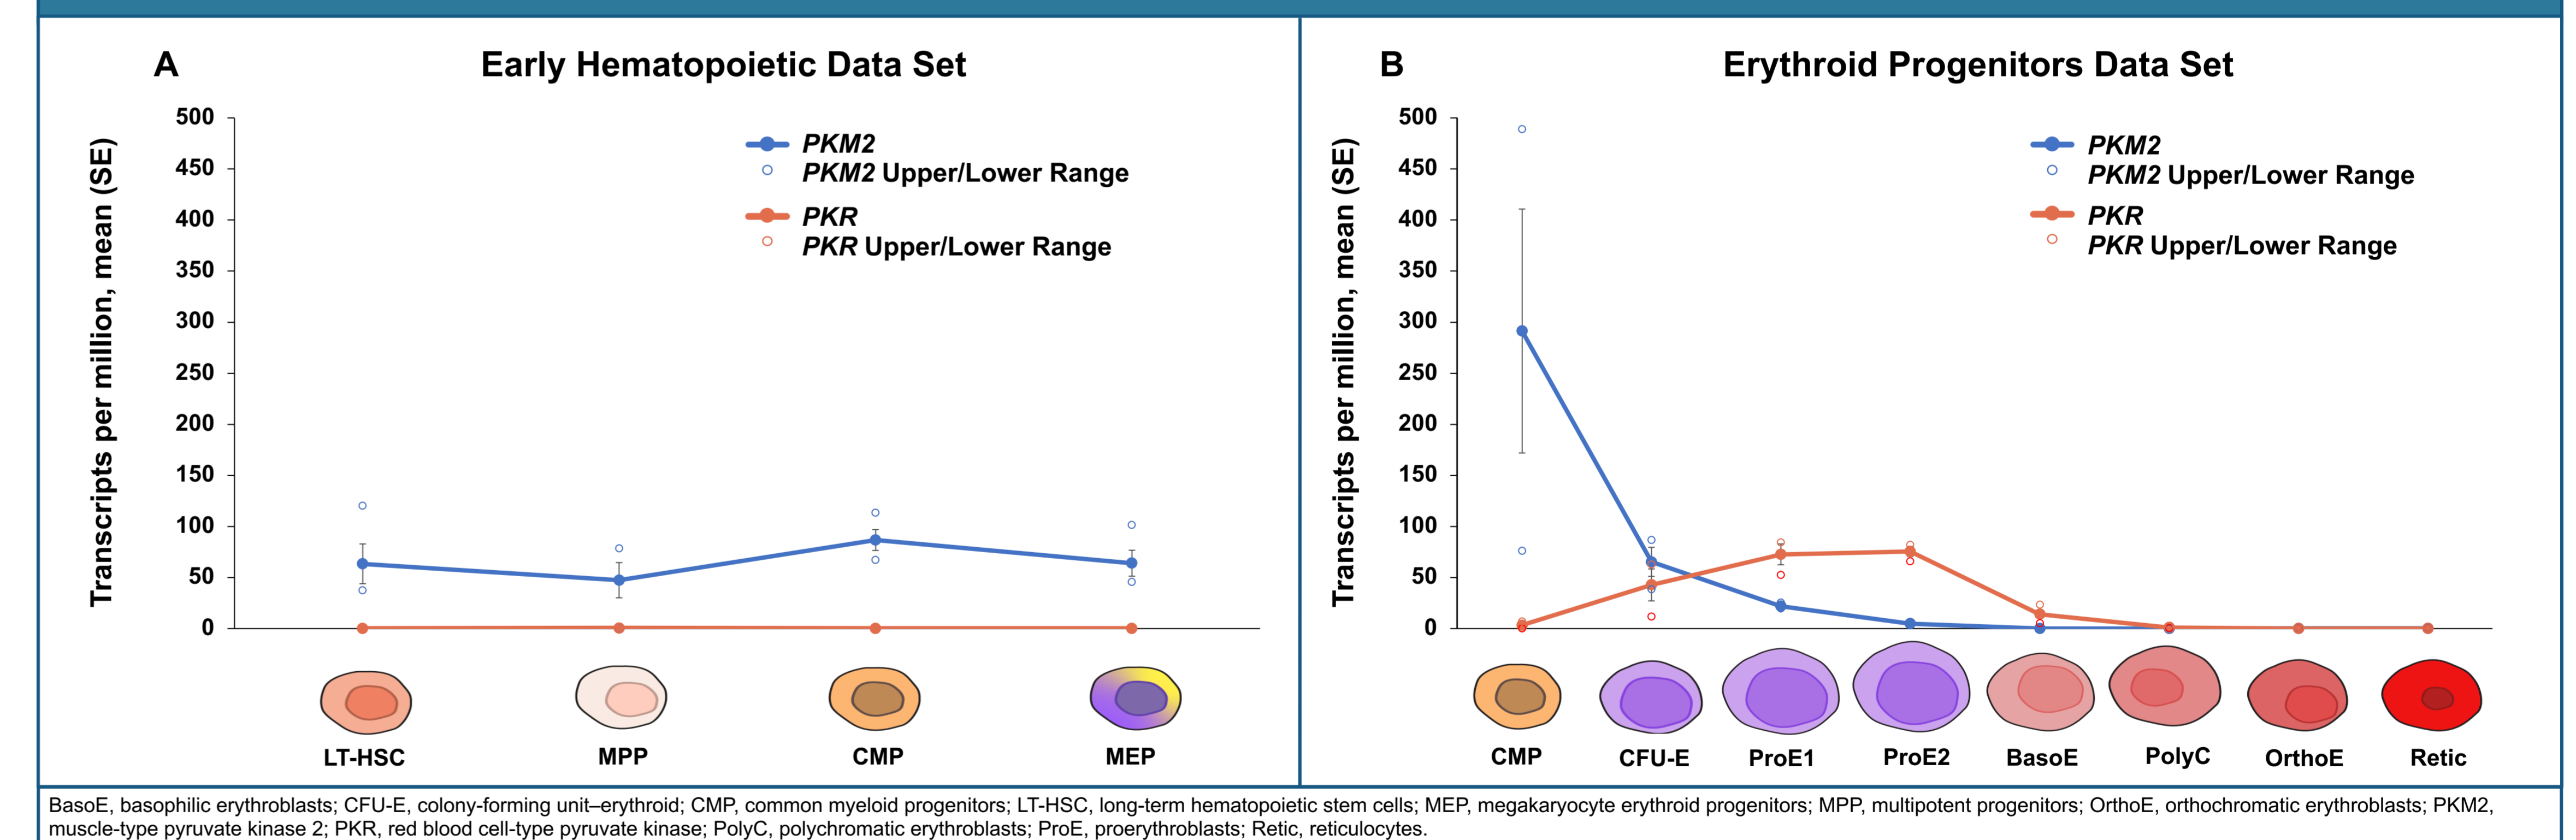 A
Early Hematopoietic Data Set
Transcripts per million, mean (SE)
500
450
400
350
300
250
200
150
100
50
0
PKM2
PKM2 Upper/Lower Range
PKR
PKR Upper/Lower Range
LT-HSC
MPP
CMP
MEP
B
Erythroid Progenitors Data Set
Transcripts per million, mean (SE)
500
450
400
350
300
250
200
150
100
50
0
PKM2
PKM2 Upper/Lower Range
PKR
PKR Upper/Lower Range
CMP
CFU-E
ProE1
ProE2
BasoE
PolyC
OrthoE
Retic
BasoE, basophilic erythroblasts; CFU-E, colony-forming unit–erythroid; CMP, common myeloid progenitors; LT-HSC, long-term hematopoietic stem cells; MEP, megakaryocyte erythroid progenitors; MPP, multipotent progenitors; OrthoE, orthochromatic erythroblasts; PKM2,
muscle-type pyruvate kinase 2; PKR, red blood cell-type pyruvate kinase; PolyC, polychromatic erythroblasts; ProE, proerythroblasts; Retic, reticulocytes.